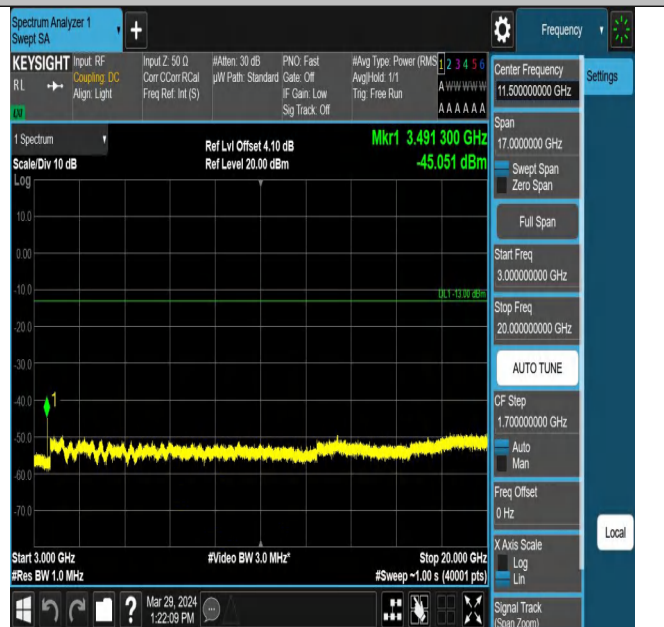 Spectrum Analyzer 1
Swept SA
+
Frequency
KEYSIGHT
RL
LXI
Input: RF
Coupling: DC
Align: Light
Input Z: 50 Ω
Corr CCorr RCal
Freq Ref: Int (S)
#Atten: 30 dB
µW Path: Standard
PNO: Fast
Gate: Off
IF Gain: Low
Sig Track: Off
#Avg Type: Power (RMS
Avg|Hold: 1/1
Trig: Free Run
1 2 3 4 5 6
A W W W W W
A A A A A A
1 Spectrum
Scale/Div 10 dB
Log
Ref Lvl Offset 4.10 dB
Ref Level 20.00 dBm
Mkr1 3.491 300 GHz
-45.051 dBm
10.0
0.00
-10.0
DL1 -13.00 dBm
-20.0
-30.0
-40.0
1
-50.0
-60.0
-70.0
Start 3.000 GHz
#Res BW 1.0 MHz
#Video BW 3.0 MHz*
Stop 20.000 GHz
#Sweep ~1.00 s (40001 pts)
?
Mar 29, 2024
1:22:09 PM
Center Frequency
11.500000000 GHz
Span
17.0000000 GHz
Swept Span
Zero Span
Full Span
Start Freq
3.000000000 GHz
Stop Freq
20.000000000 GHz
AUTO TUNE
CF Step
1.700000000 GHz
Auto
Man
Freq Offset
0 Hz
X Axis Scale
Log
Lin
Signal Track
(Span Zoom)
Settings
Local